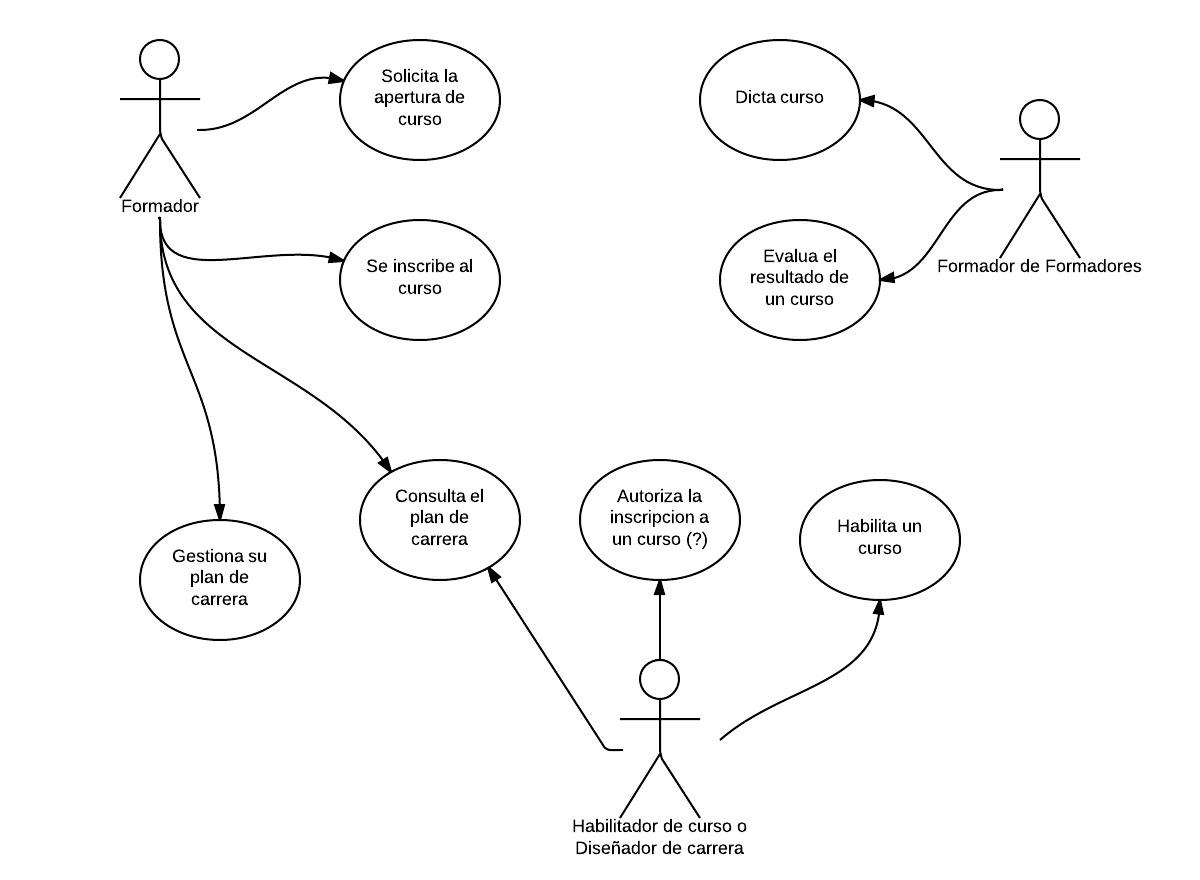 Solicita la
apertura de
curso
Dicta curso
Formador
Se inscribe al
curso
Evalua el
resultado de
un curso
Formador de Formadores
Consulta el
plan de
carrera
Autoriza la
inscripcion a
un curso (?)
Habilita un
curso
Gestiona su
plan de
carrera
Habilitador de curso o
Diseñador de carrera